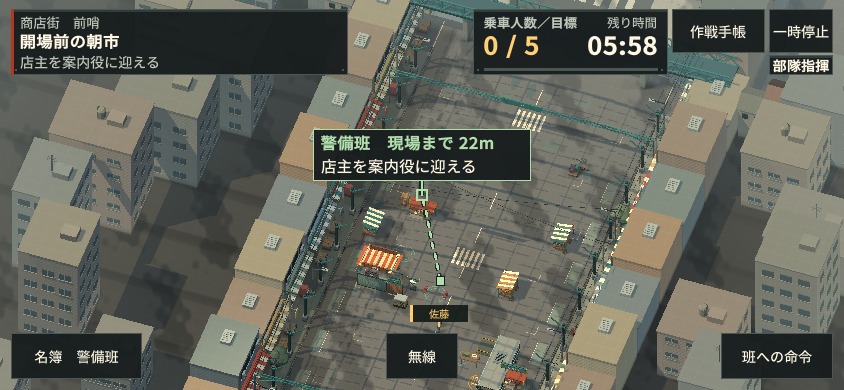 商店街　前哨
開場前の朝市
店主を案内役に迎える
乗車人数／目標　残り時間
0 / 5　05:58
作戦手帳
一時停止
部隊指揮
警備班　現場まで 22m
店主を案内役に迎える
佐藤
名簿　警備班
無線
班への命令